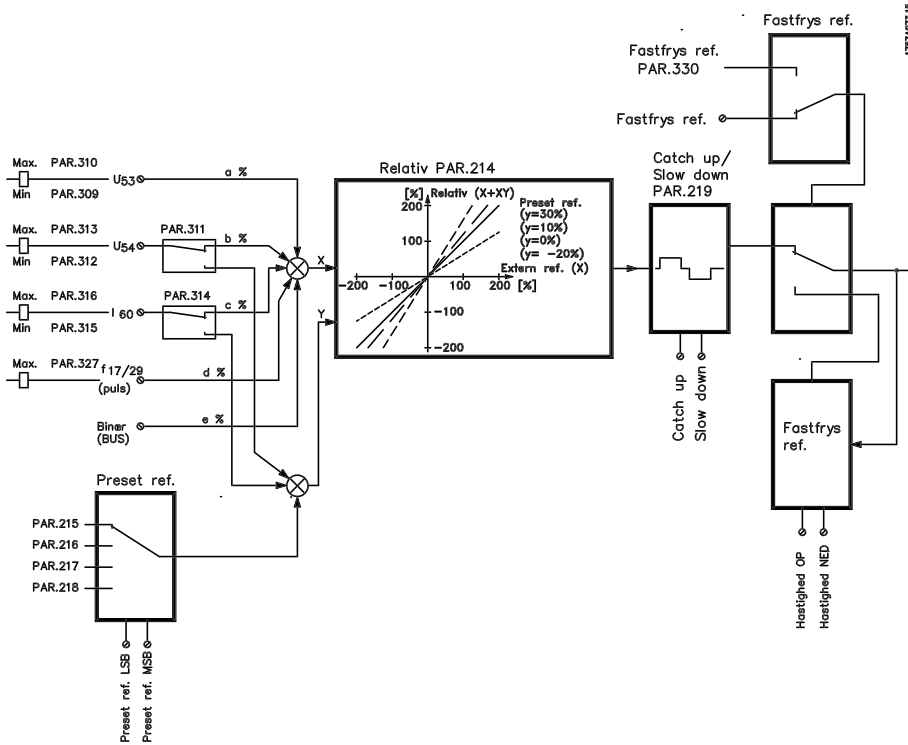 Fastfrys ref.
Fastfrys ref.
PAR.330
Fastfrys ref.
Max. PAR.310
U53
Min PAR.309
a %
Max. PAR.313
U54
Min PAR.312
PAR.311
b %
Max. PAR.316
I 60
Min PAR.315
PAR.314
c %
Max. PAR.327
f17/29
(puls)
d %
Binær
(BUS)
e %
X
Y
Relativ PAR.214
[%] Relativ (X+XY)
200
100
-200 -100
100 200
-100
-200
Preset ref.
(y=30%)
(y=10%)
(y=0%)
(y= -20%)
Extern ref. (X)
[%]
Catch up/
Slow down
PAR.219
Catch up
Slow down
Fastfrys
ref.
Hastighed OP
Hastighed NED
Preset ref.
PAR.215
PAR.216
PAR.217
PAR.218
Preset ref. LSB
Preset ref. MSB